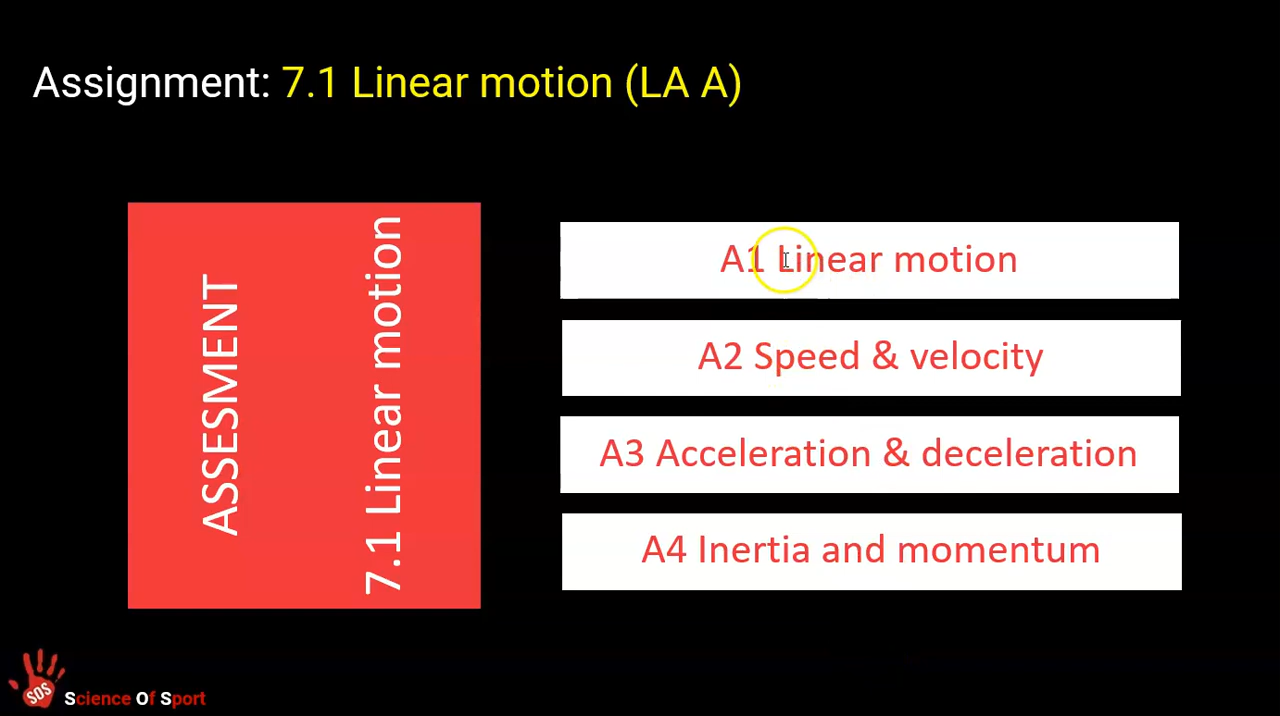 Assignment: 7.1 Linear motion (LA A)
ASSESMENT
7.1 Linear motion
A1 Linear motion
A2 Speed & velocity
A3 Acceleration & deceleration
A4 Inertia and momentum
SOS
Science Of Sport